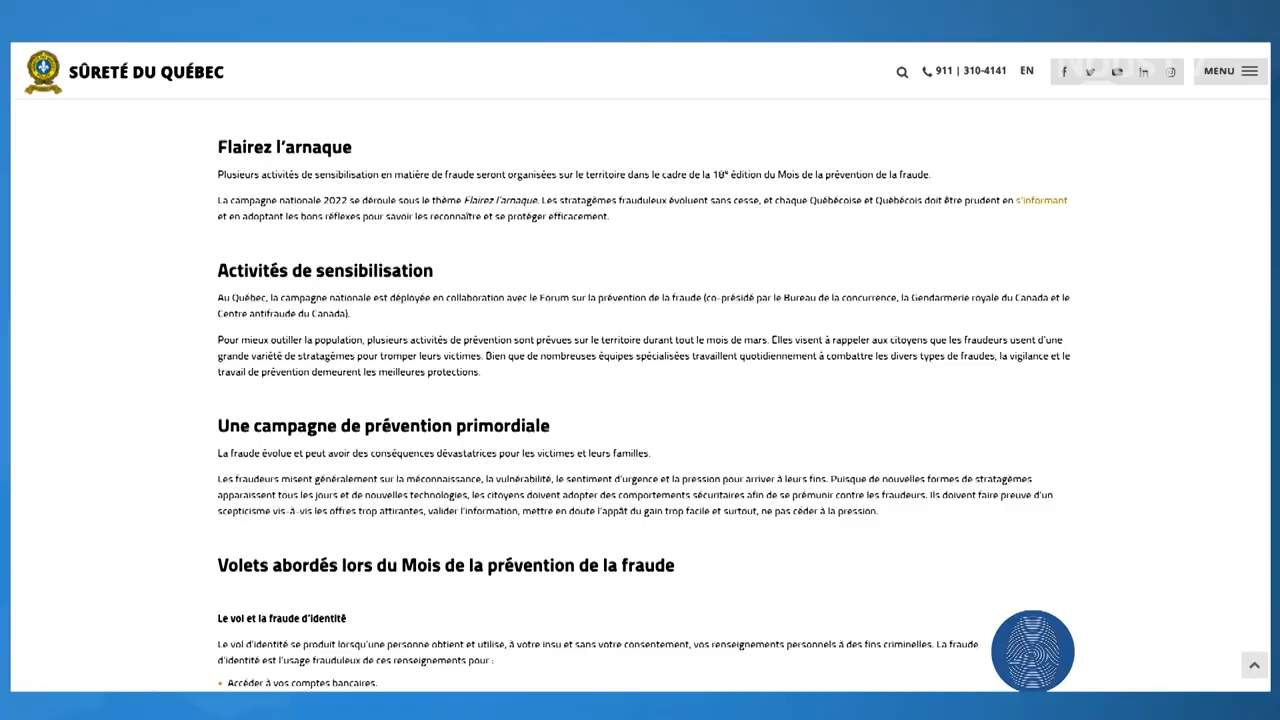 SÛRETÉ DU QUÉBEC
911 | 310-4141
EN
MENU
Flairez l'arnaque
Plusieurs activités de sensibilisation en matière de fraude seront organisées sur le territoire dans le cadre de la 18e édition du Mois de la prévention de la fraude.
La campagne nationale 2022 se déroule sous le thème Flairez l'arnaque. Les stratagèmes frauduleux évoluent sans cesse, et chaque Québécoise et Québécois doit être prudent en s'informant
et en adoptant les bons réflexes pour savoir les reconnaître et se protéger efficacement.
Activités de sensibilisation
Au Québec, la campagne nationale est déployée en collaboration avec le Forum sur la prévention de la fraude (co-présidé par le Bureau de la concurrence, la Gendarmerie royale du Canada et le
Centre antifraude du Canada).
Pour mieux outiller la population, plusieurs activités de prévention sont prévues sur le territoire durant tout le mois de mars. Elles visent à rappeler aux citoyens que les fraudeurs usent d'une
grande variété de stratagèmes pour tromper leurs victimes. Bien que de nombreuses équipes spécialisées travaillent quotidiennement à combattre les divers types de fraudes, la vigilance et le
travail de prévention demeurent les meilleures protections.
Une campagne de prévention primordiale
La fraude évolue et peut avoir des conséquences dévastatrices pour les victimes et leurs familles.
Les fraudeurs misent généralement sur la méconnaissance, la vulnérabilité, le sentiment d'urgence et la pression pour arriver à leurs fins. Puisque de nouvelles formes de stratagèmes
apparaissent tous les jours et de nouvelles technologies, les citoyens doivent adopter des comportements sécuritaires afin de se prémunir contre les fraudeurs. Ils doivent faire preuve d'un
scepticisme vis-à-vis les offres trop attirantes, valider l'information, mettre en doute l'appât du gain trop facile et surtout, ne pas céder à la pression.
Volets abordés lors du Mois de la prévention de la fraude
Le vol et la fraude d'identité
Le vol d'identité se produit lorsqu'une personne obtient et utilise, à votre insu et sans votre consentement, vos renseignements personnels à des fins criminelles. La fraude
d'identité est l'usage frauduleux de ces renseignements pour :
• Accéder à vos comptes bancaires.